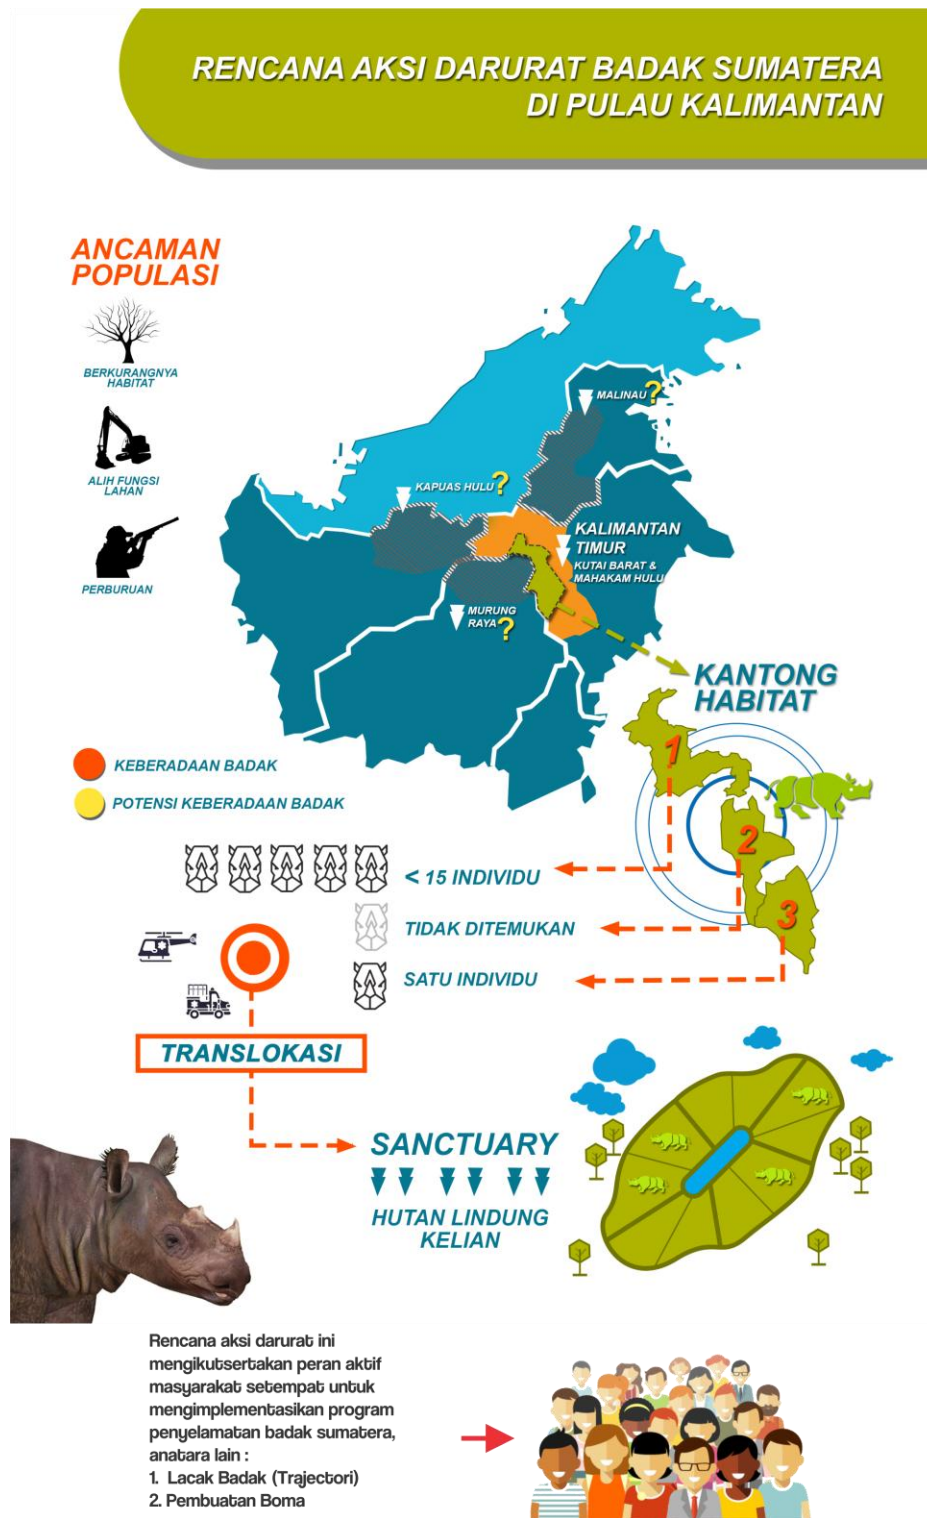 RENCANA AKSI DARURAT BADAK SUMATERA
DI PULAU KALIMANTAN
ANCAMAN
POPULASI
BERKURANGNYA
HABITAT
ALIH FUNGSI
LAHAN
PERBURUAN
MALINAU ?
KAPUAS HULU ?
KALIMANTAN
TIMUR
KUTAI BARAT &
MAHAKAM HULU
MURUNG
RAYA ?
KANTONG
HABITAT
1
2
3
KEBERADAAN BADAK
POTENSI KEBERADAAN BADAK
< 15 INDIVIDU
TIDAK DITEMUKAN
SATU INDIVIDU
TRANSLOKASI
SANCTUARY
HUTAN LINDUNG
KELIAN
Rencana aksi darurat ini
mengikutsertakan peran aktif
masyarakat setempat untuk
mengimplementasikan program
penyelamatan badak sumatera,
anatara lain :
1. Lacak Badak (Trajectori)
2. Pembuatan Boma